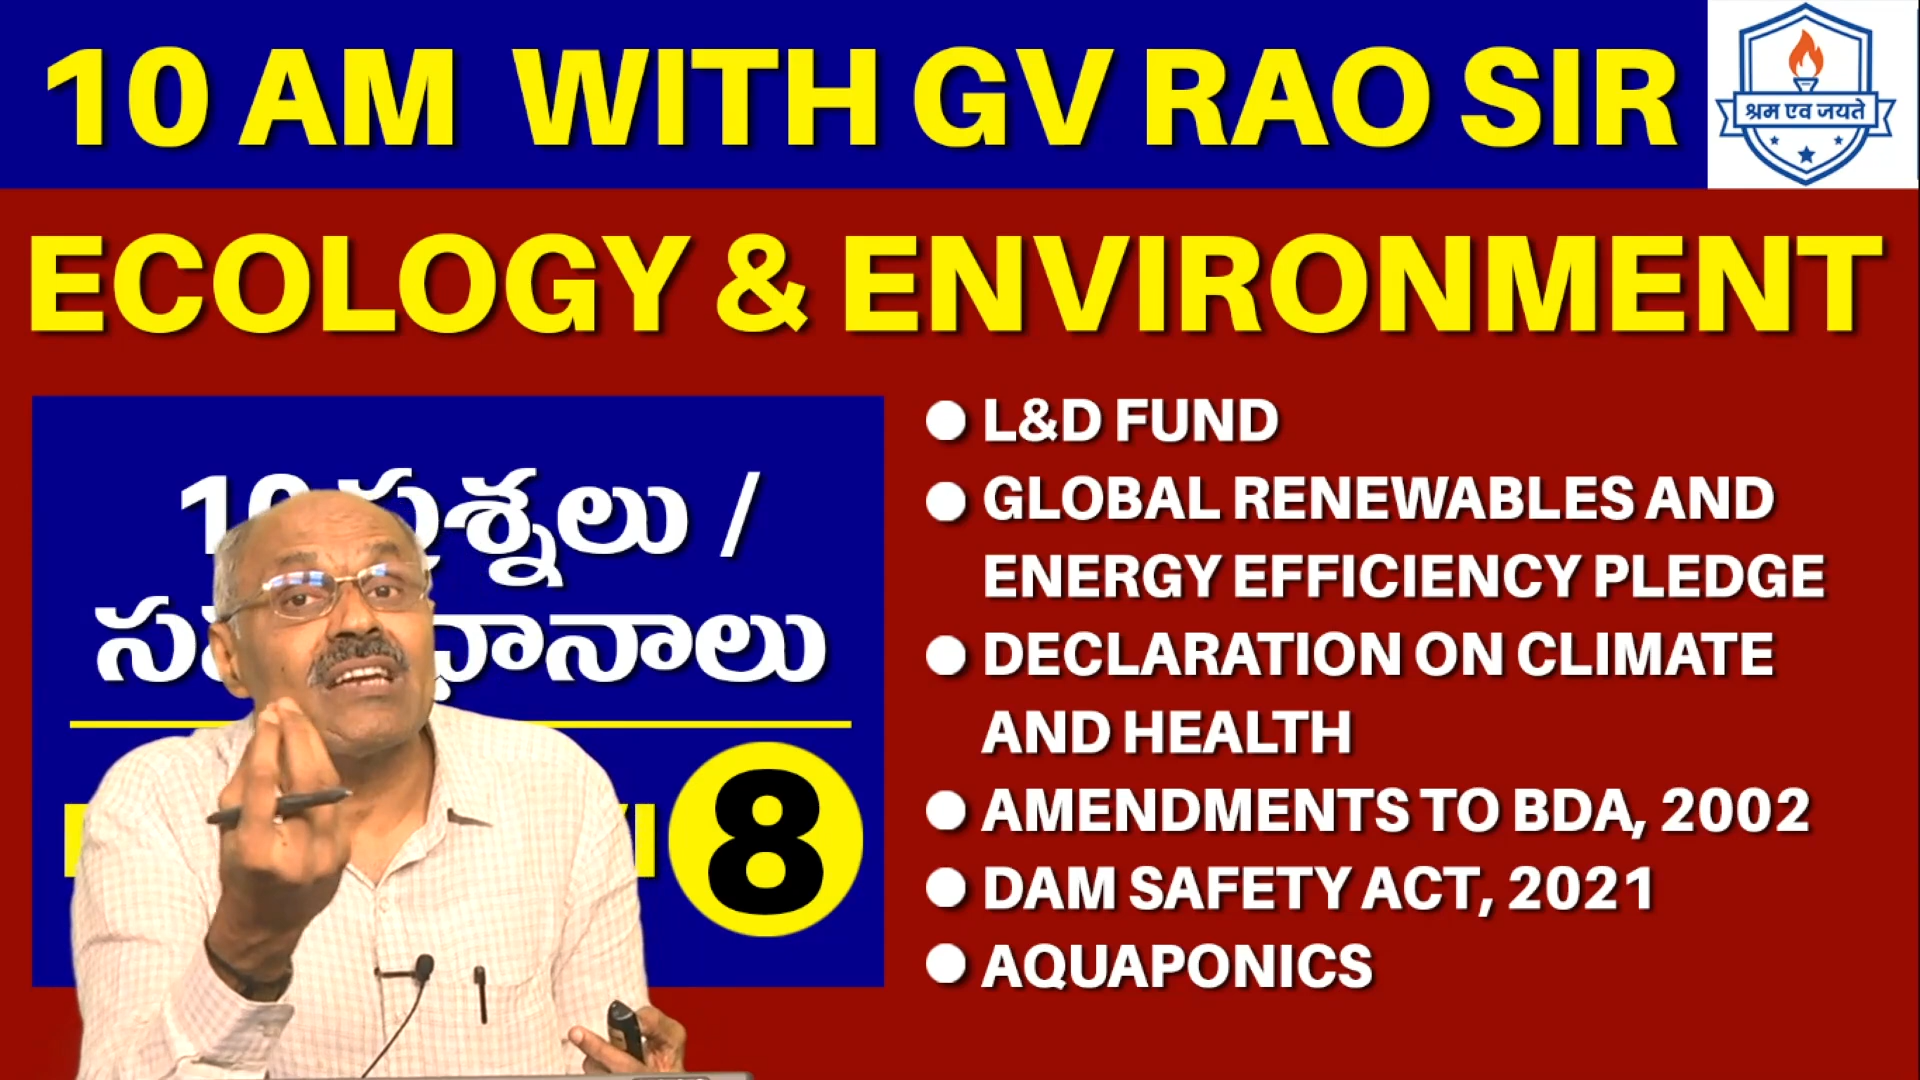 10 AM WITH GV RAO SIR
श्रम एव जयते
ECOLOGY & ENVIRONMENT
10 ప్రశ్నలు /
8
● L&D FUND
● GLOBAL RENEWABLES AND
ENERGY EFFICIENCY PLEDGE
● DECLARATION ON CLIMATE
AND HEALTH
● AMENDMENTS TO BDA, 2002
● DAM SAFETY ACT, 2021
● AQUAPONICS